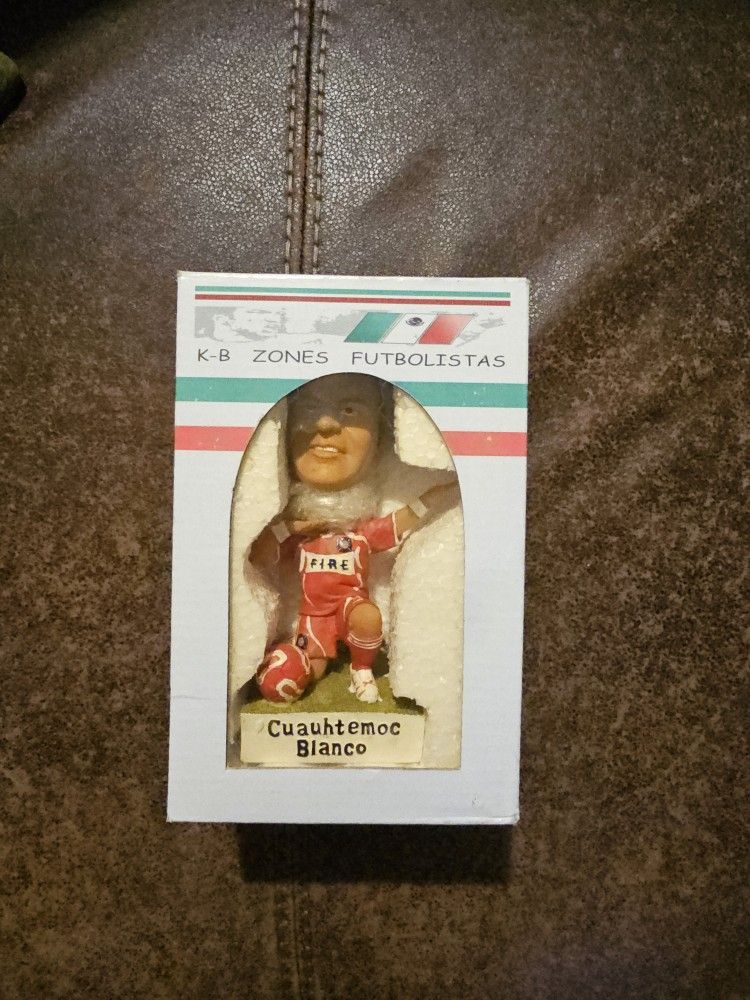 K-B ZONES FUTBOLISTAS
FIRE
Cuauhtemoc
Blanco